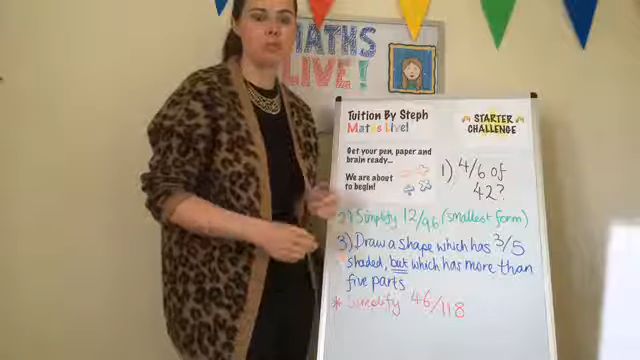 MATHS
LIVE!
Tuition By Steph
Maths Live!
STARTER
CHALLENGE
Get your pen, paper and
brain ready...
We are about
to begin!
1) 4/6 of
42?
2) Simplify 12/96 (smallest form)
3) Draw a shape which has 3/5
shaded, but which has more than
five parts
* Simplify 46/118